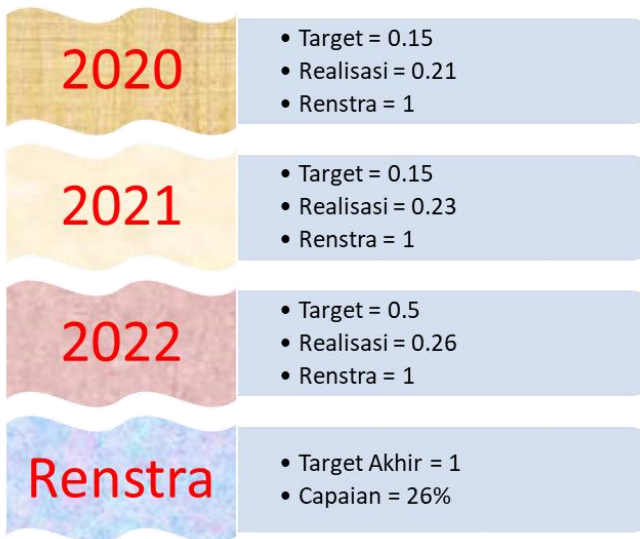 2020
• Target = 0.15
• Realisasi = 0.21
• Renstra = 1
2021
• Target = 0.15
• Realisasi = 0.23
• Renstra = 1
2022
• Target = 0.5
• Realisasi = 0.26
• Renstra = 1
Renstra
• Target Akhir = 1
• Capaian = 26%